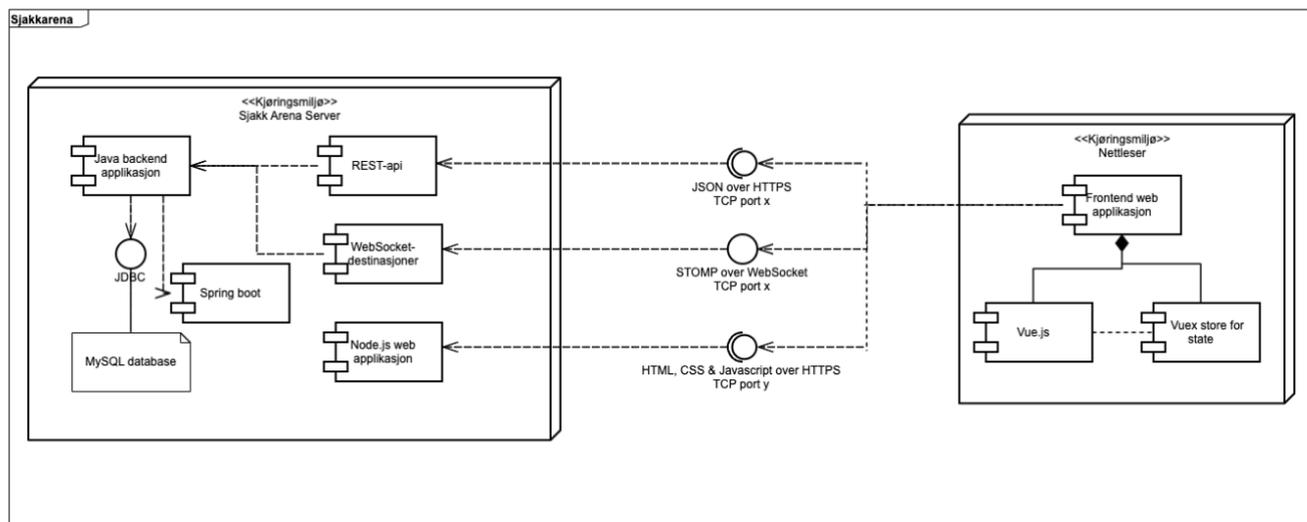 Sjakkarena
<<Kjøringsmiljø>>
Sjakk Arena Server
Java backend
applikasjon
REST-api
WebSocket-
destinasjoner
JDBC
Spring boot
MySQL database
Node.js web
applikasjon
JSON over HTTPS
TCP port x
STOMP over WebSocket
TCP port x
HTML, CSS & Javascript over HTTPS
TCP port y
<<Kjøringsmiljø>>
Nettleser
Frontend web
applikasjon
Vue.js
Vuex store for
state